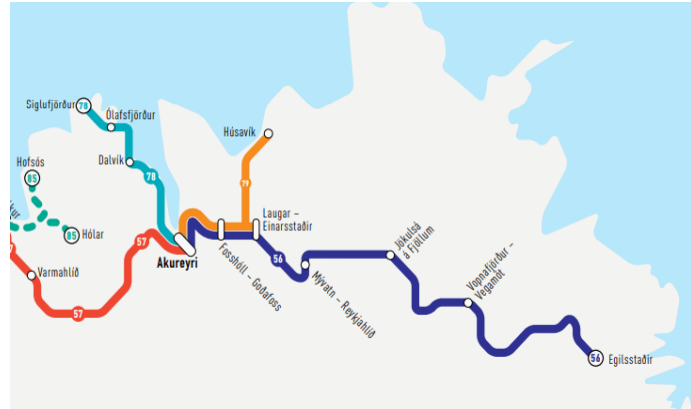 Siglufjörður
78
Ólafsfjörður
Hofsós
85
Dalvík
78
Húsavík
79
85
Hólar
57
Varmahlíð
57
Akureyri
Fosshóll – Goðafoss
Laugar –
Einarsstaðir
56
Mývatn – Reykjahlíð
Jökulsá
á Fjöllum
Vopnafjörður –
Vegamót
56
Egilsstaðir